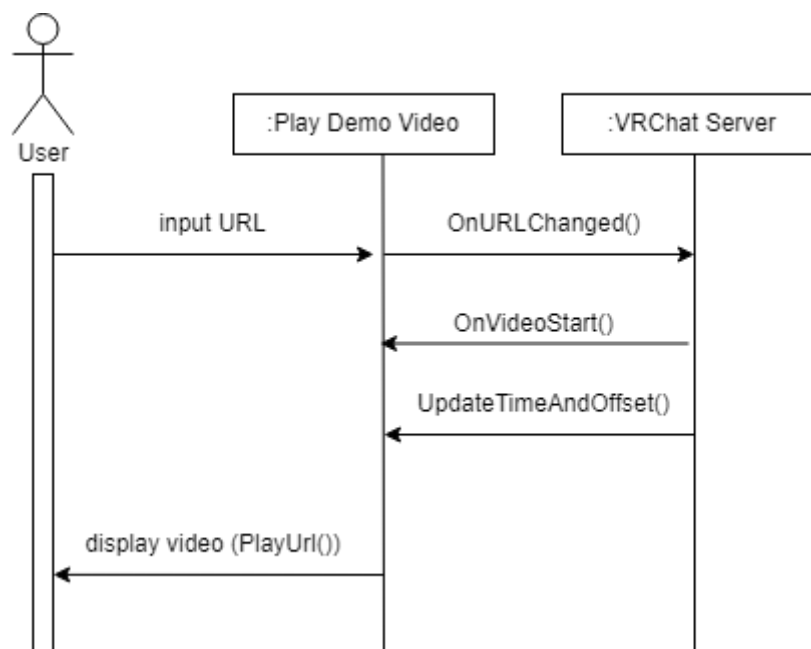 :Play Demo Video
:VRChat Server
User
input URL
OnURLChanged()
OnVideoStart()
UpdateTimeAndOffset()
display video (PlayUrl())